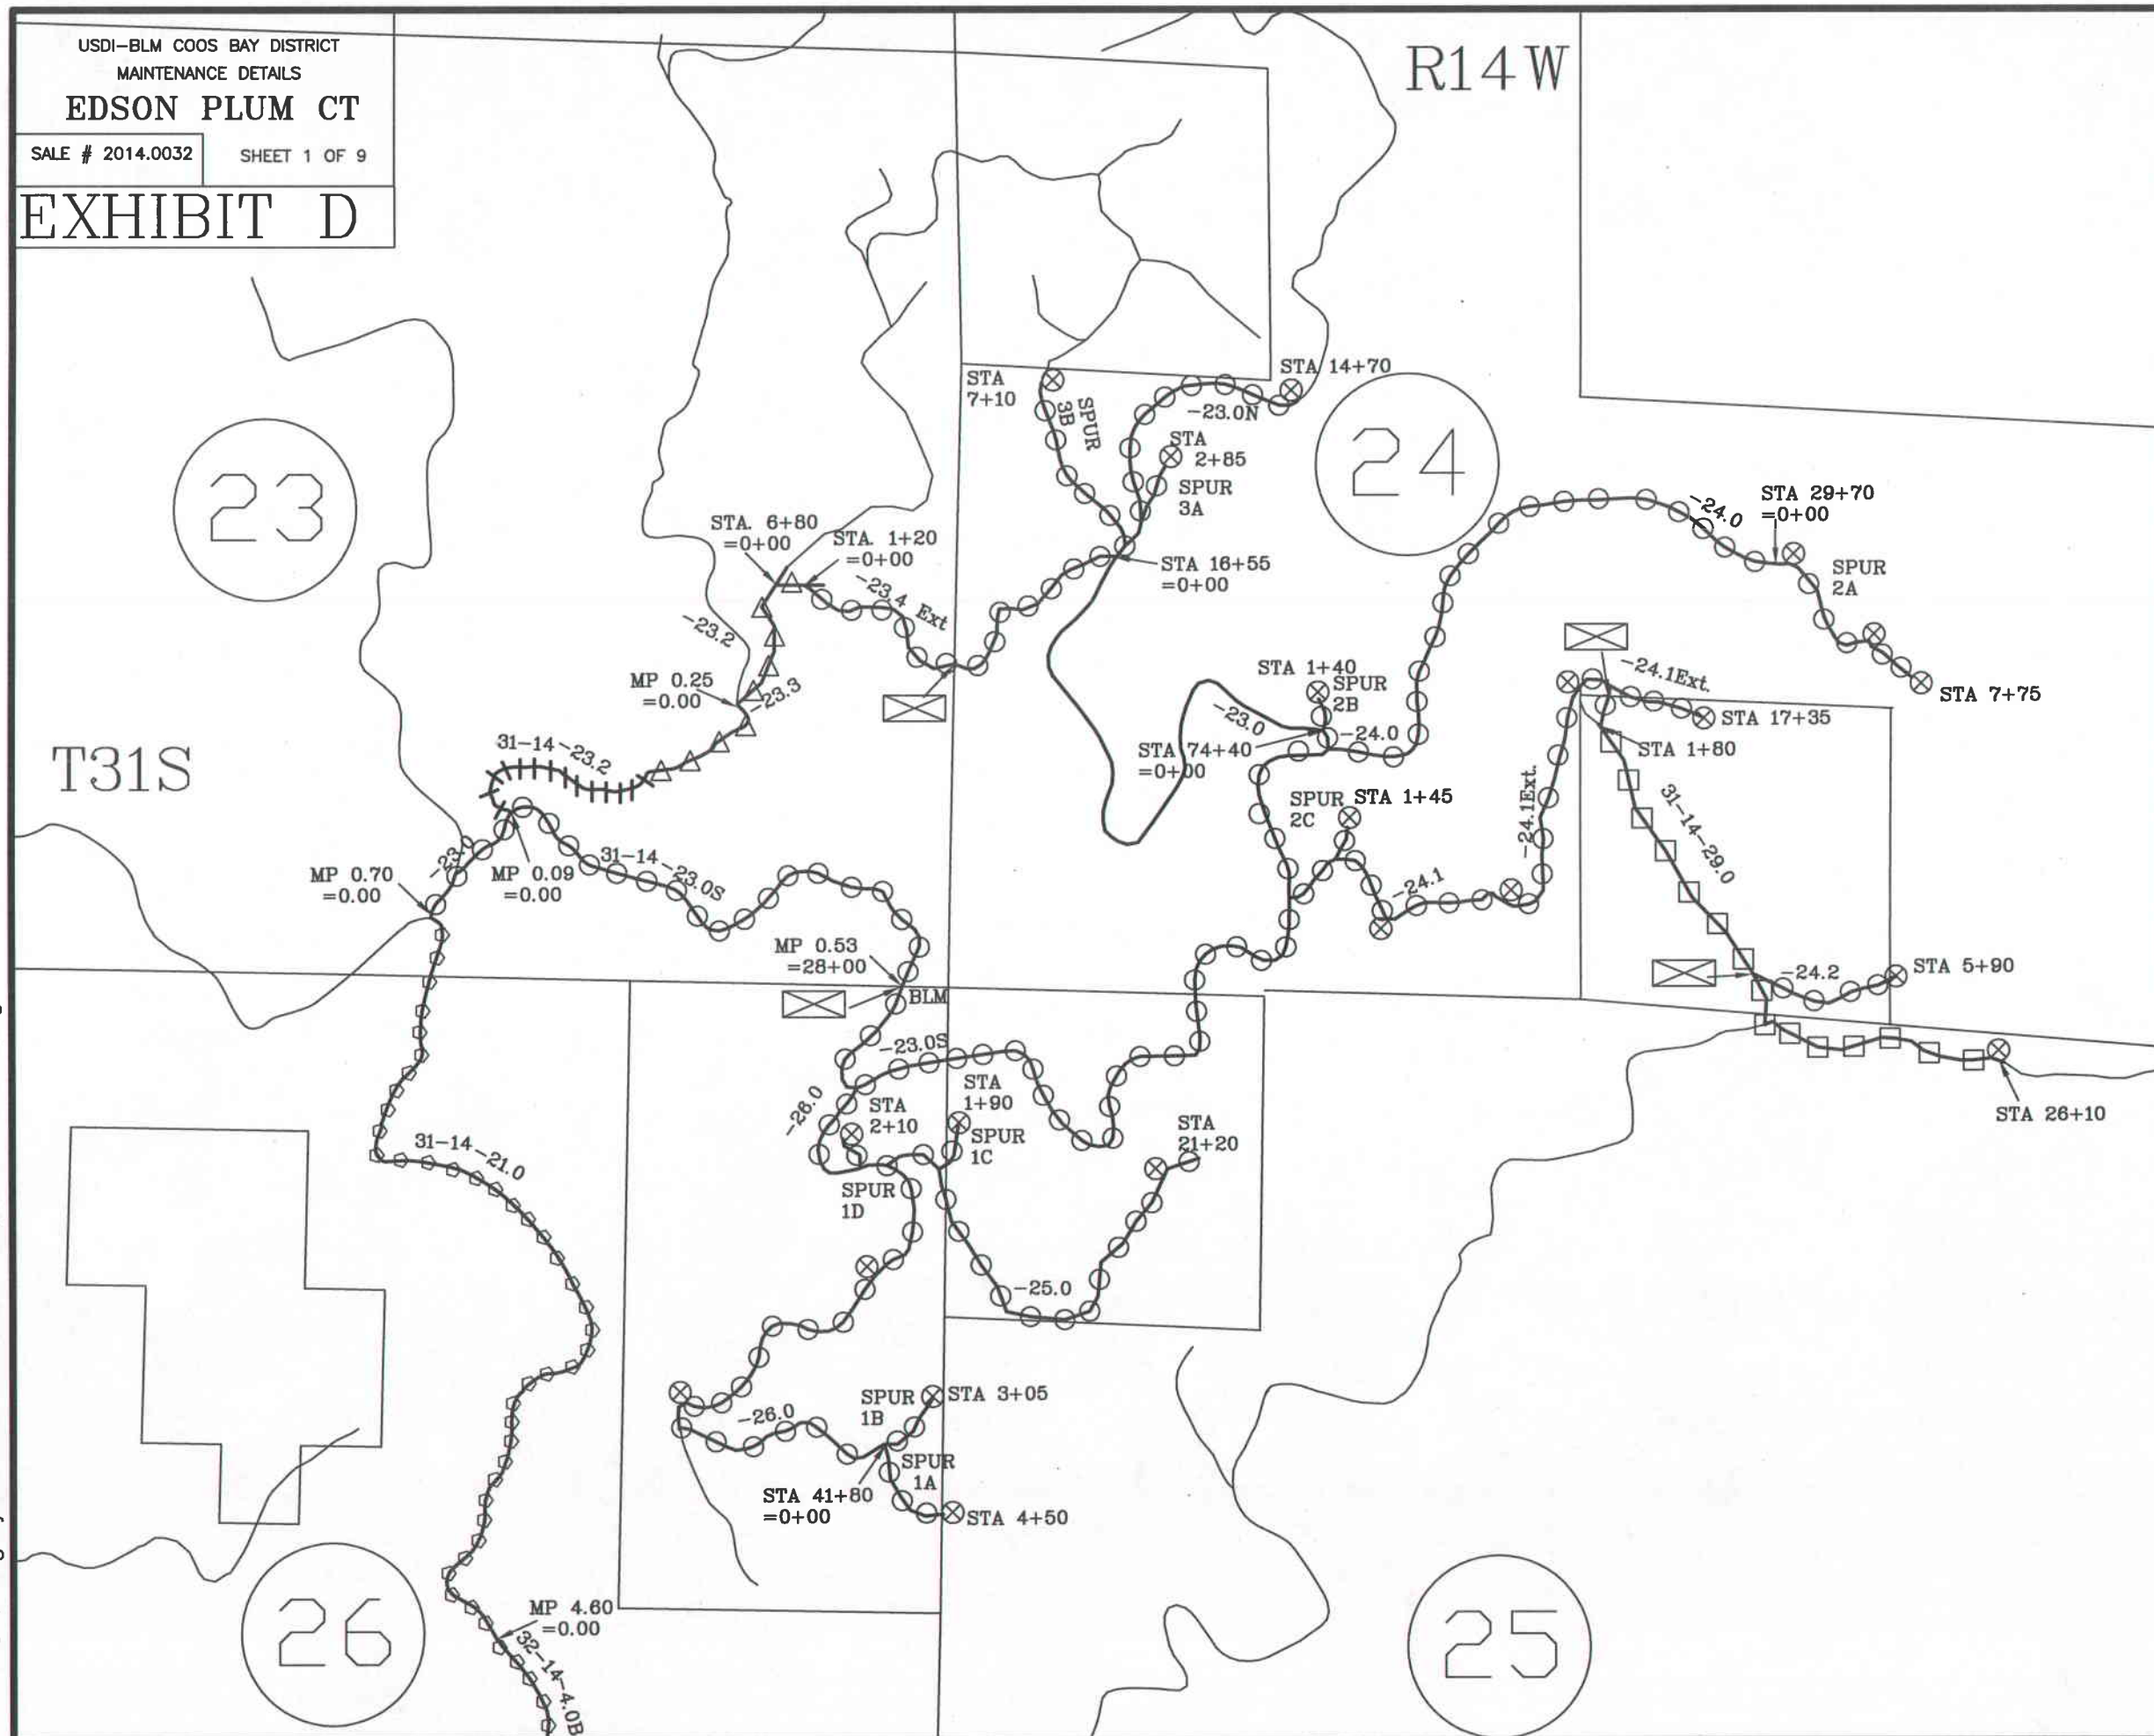 USDI-BLM COOS BAY DISTRICT
MAINTENANCE DETAILS
EDSON PLUM CT
SALE # 2014.0032
SHEET 1 OF 9
EXHIBIT D
R14W
STA
7+10
SPUR
3B
STA 14+70
-23.0N
STA
2+85
SPUR
3A
24
23
STA. 6+80
=0+00
STA. 1+20
=0+00
-23.4 Ext
STA 16+55
=0+00
-24.0
STA 29+70
=0+00
SPUR
2A
STA 7+75
-23.2
MP 0.25
=0.00
-23.3
STA 1+40
SPUR
2B
-23.0
-24.0
STA 74+40
=0+00
-24.1Ext.
STA 17+35
STA 1+80
T31S
31-14-23.2
SPUR
2C
STA 1+45
-24.1Ext.
31-14-29.0
-23.0
MP 0.70
=0.00
MP 0.09
=0.00
31-14-23.0S
-24.1
MP 0.53
=28+00
BLM
-24.2
STA 5+90
-23.0S
-26.0
STA
2+10
STA
1+90
SPUR
1C
STA
21+20
STA 26+10
31-14-21.0
SPUR
1D
-25.0
-26.0
SPUR
1B
STA 3+05
SPUR
1A
STA 41+80
=0+00
STA 4+50
MP 4.60
=0.00
32-14-4.0B
26
25